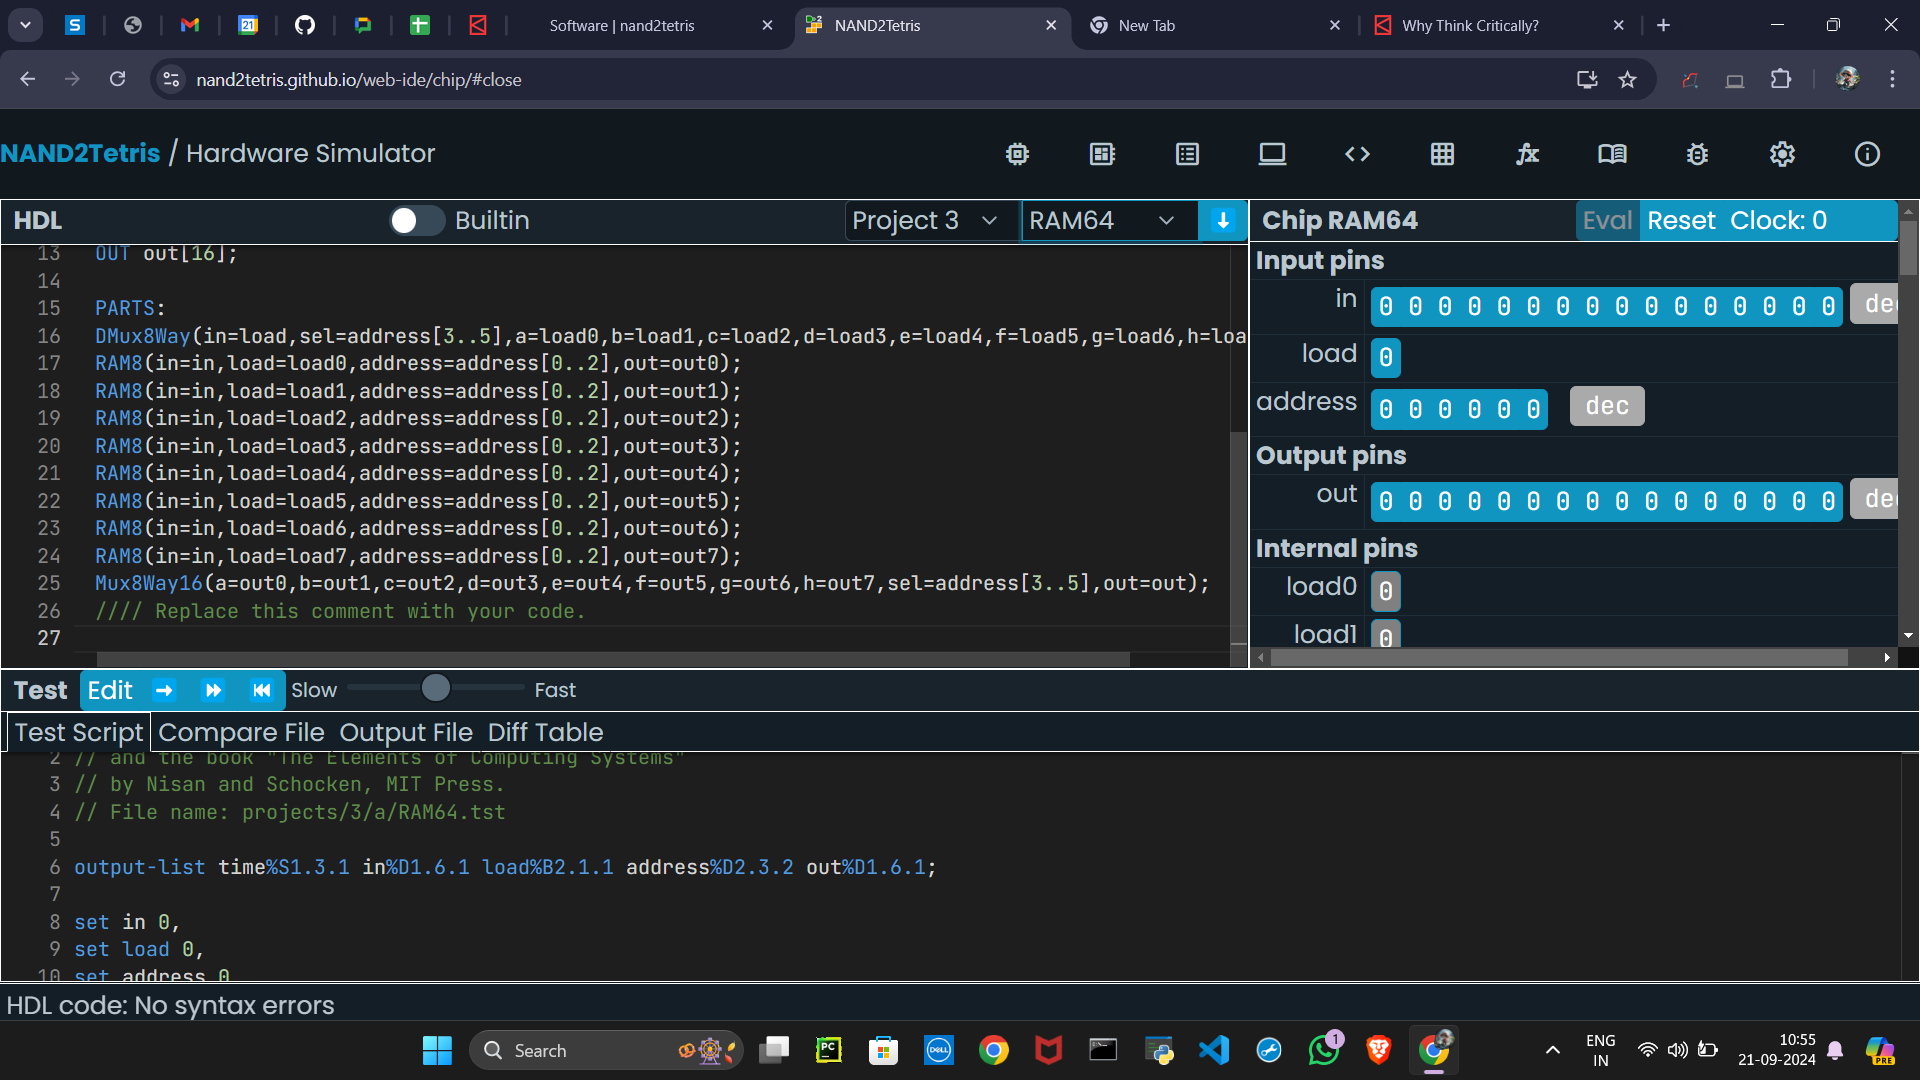 Software | nand2tetris
NAND2Tetris
New Tab
Why Think Critically?
nand2tetris.github.io/web-ide/chip/#close
NAND2Tetris / Hardware Simulator
HDL
Builtin
Project 3
RAM64
Chip RAM64
Eval
Reset
Clock: 0
13 OUT out[16];
14
15 PARTS:
16 DMux8Way(in=load,sel=address[3..5],a=load0,b=load1,c=load2,d=load3,e=load4,f=load5,g=load6,h=loa
17 RAM8(in=in,load=load0,address=address[0..2],out=out0);
18 RAM8(in=in,load=load1,address=address[0..2],out=out1);
19 RAM8(in=in,load=load2,address=address[0..2],out=out2);
20 RAM8(in=in,load=load3,address=address[0..2],out=out3);
21 RAM8(in=in,load=load4,address=address[0..2],out=out4);
22 RAM8(in=in,load=load5,address=address[0..2],out=out5);
23 RAM8(in=in,load=load6,address=address[0..2],out=out6);
24 RAM8(in=in,load=load7,address=address[0..2],out=out7);
25 Mux8Way16(a=out0,b=out1,c=out2,d=out3,e=out4,f=out5,g=out6,h=out7,sel=address[3..5],out=out);
26 //// Replace this comment with your code.
27
Input pins
in 0 0 0 0 0 0 0 0 0 0 0 0 0 0 0 0 dec
load 0
address 0 0 0 0 0 0 dec
Output pins
out 0 0 0 0 0 0 0 0 0 0 0 0 0 0 0 0 dec
Internal pins
load0 0
load1 0
Test Edit Slow Fast
Test Script Compare File Output File Diff Table
2 // and the book "The Elements of Computing Systems"
3 // by Nisan and Schocken, MIT Press.
4 // File name: projects/3/a/RAM64.tst
5
6 output-list time%S1.3.1 in%D1.6.1 load%B2.1.1 address%D2.3.2 out%D1.6.1;
7
8 set in 0,
9 set load 0,
10 set address 0
HDL code: No syntax errors
Search
PC
DELL
1
ENG
IN
10:55
21-09-2024
PRE